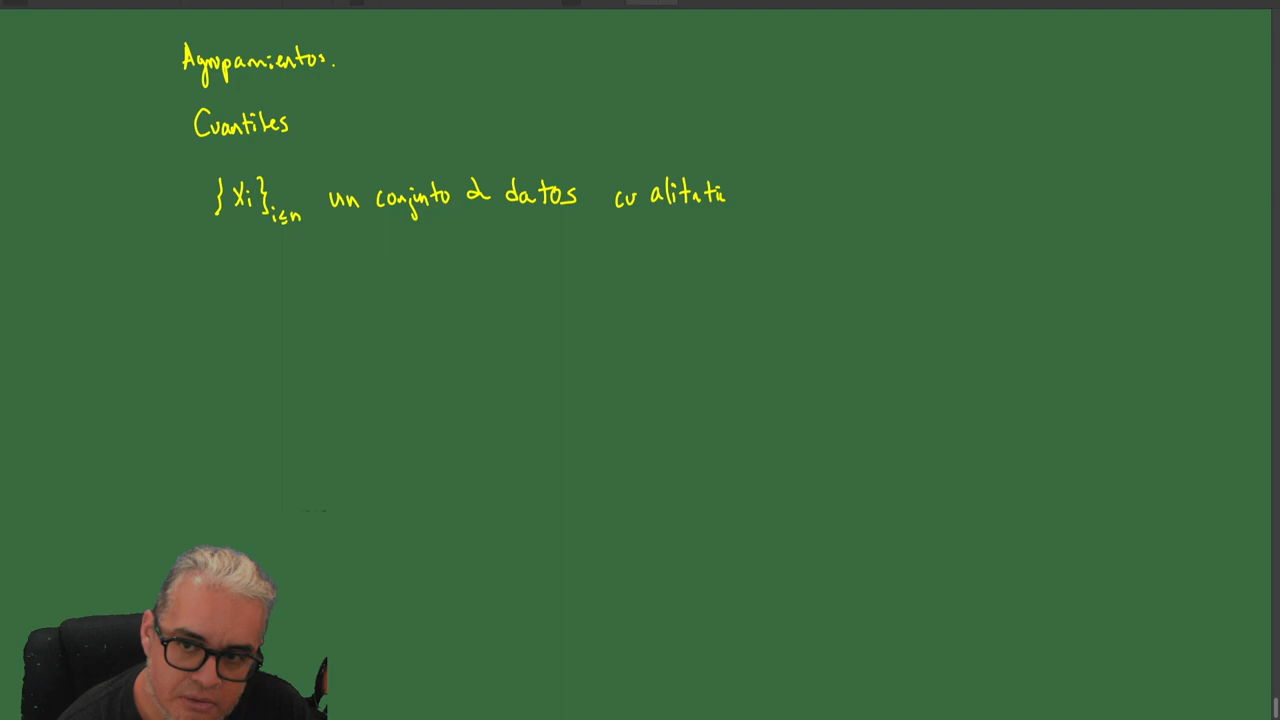 Agrupamientos.
Cuantiles
}Xi}i≤n un conjunto d datos cualitati